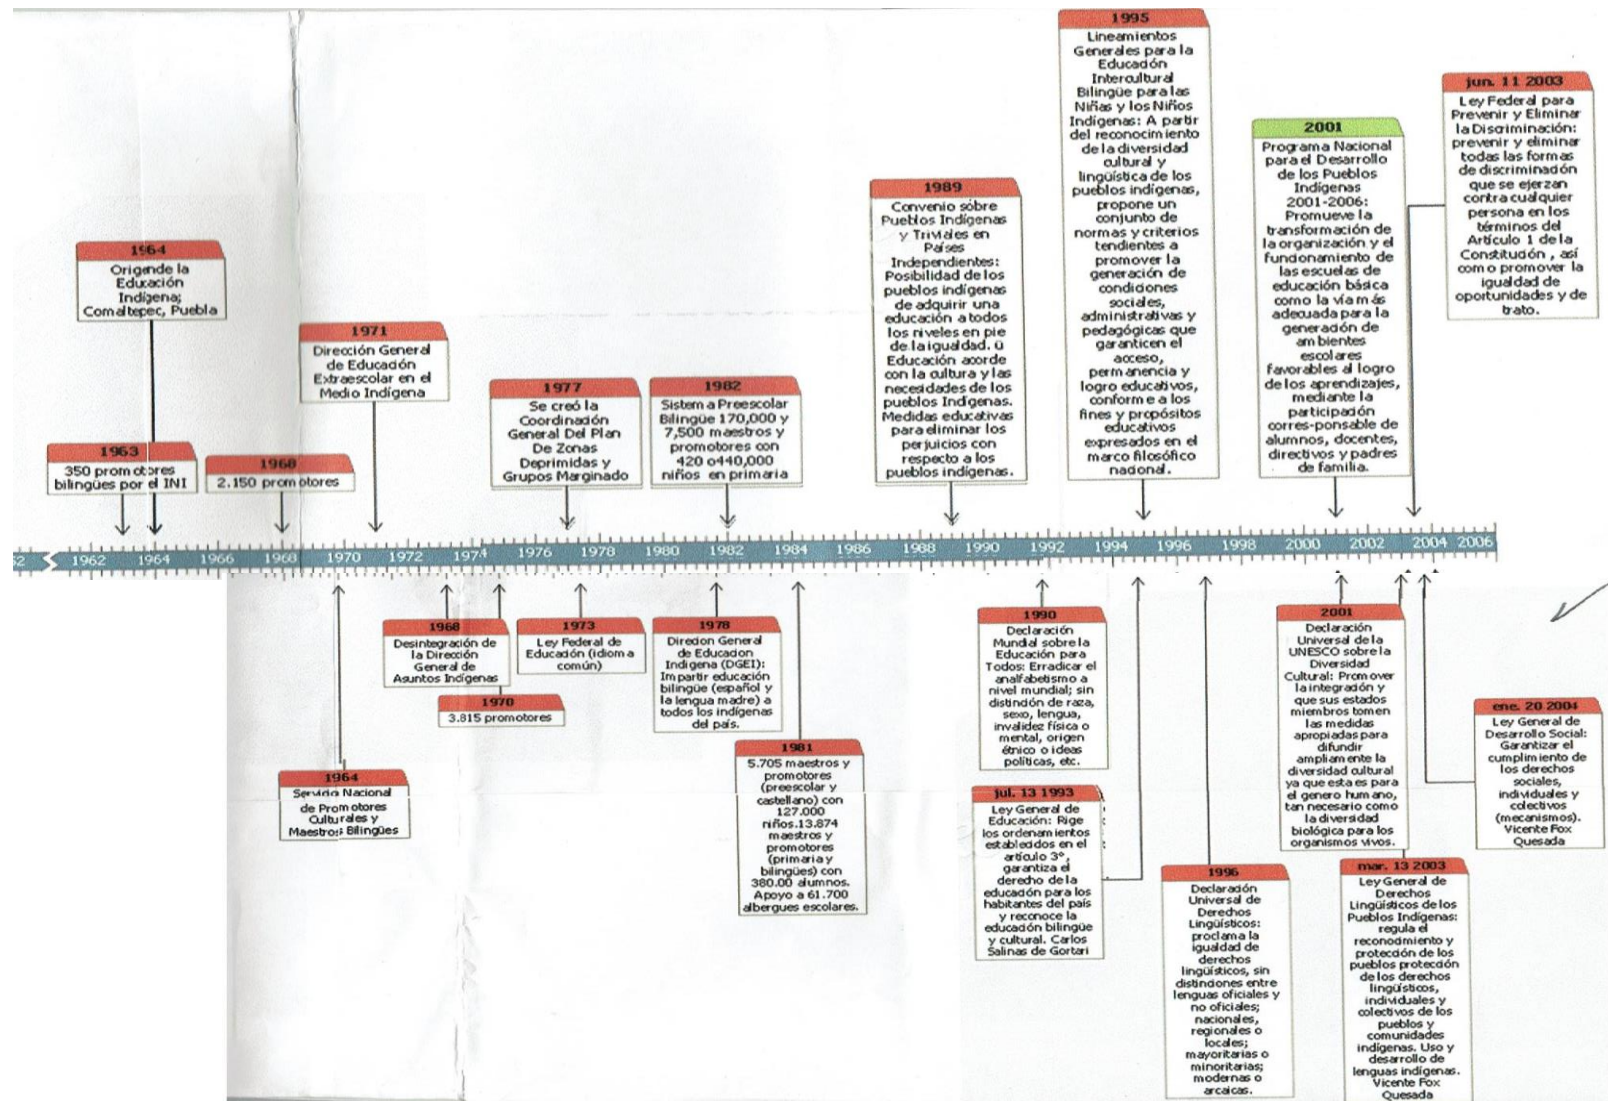 1964
Origende la
Educación
Indígena;
Comaltepec, Puebla
1963
350 promotores
bilingües por el INI
1968
2.150 promotores
1971
Dirección General
de Educación
Extraescolar en el
Medio Indígena
1977
Se creó la
Coordinación
General Del Plan
De Zonas
Deprimidas y
Grupos Marginado
1982
Sistema Preescolar
Bilingüe 170,000 y
7,500 maestros y
promotores con
420 o440,000
niños en primaria
1989
Convenio sobre
Pueblos Indígenas
y Triviales en
Países
Independientes:
Posibilidad de los
pueblos indígenas
de adquirir una
educación a todos
los niveles en pie
de la igualdad. ü
Educación acorde
con la cultura y las
necesidades de los
pueblos Indígenas.
Medidas educativas
para eliminar los
perjuicios con
respecto a los
pueblos indígenas.
1995
Lineamientos
Generales para la
Educación
Intercultural
Bilingüe para las
Niñas y los Niños
Indígenas: A partir
del reconocimiento
de la diversidad
cultural y
lingüística de los
pueblos indígenas,
propone un
conjunto de
normas y criterios
tendientes a
promover la
generación de
condiciones
sociales,
administrativas y
pedagógicas que
garanticen el
acceso,
permanencia y
logro educativos,
conforme a los
fines y propósitos
educativos
expresados en el
marco filosófico
nacional.
2001
Programa Nacional
para el Desarrollo
de los Pueblos
Indígenas
2001-2006:
Promueve la
transformación de
la organización y el
funcionamiento de
las escuelas de
educación básica
como la vía más
adecuada para la
generación de
ambientes
escolares
favorables al logro
de los aprendizajes,
mediante la
participación
corres-ponsable de
alumnos, docentes,
directivos y padres
de familia.
jun. 11 2003
Ley Federal para
Prevenir y Eliminar
la Discriminación:
prevenir y eliminar
todas las formas
de discriminación
que se ejerzan
contra cualquier
persona en los
términos del
Artículo 1 de la
Constitución , así
como promover la
igualdad de
oportunidades y de
trato.
52 1962 1964 1966 1968 1970 1972 1974 1976 1978 1980 1982 1984 1986 1988 1990 1992 1994 1996 1998 2000 2002 2004 2006
1964
Servicio Nacional
de Promotores
Culturales y
Maestros Bilingües
1968
Desintegración de
la Dirección
General de
Asuntos Indígenas
1970
3.815 promotores
1973
Ley Federal de
Educación (idioma
común)
1978
Direcion General
de Educacion
Indigena (DGEI):
Impartir educación
bilingüe (español y
la lengua madre) a
todos los indígenas
del país.
1981
5.705 maestros y
promotores
(preescolar y
castellano) con
127.000
niños.13.874
maestros y
promotores
(primaria y
bilingües) con
380.00 alumnos.
Apoyo a 61.700
albergues escolares.
1990
Declaración
Mundial sobre la
Educación para
Todos: Erradicar el
analfabetismo a
nivel mundial; sin
distinción de raza,
sexo, lengua,
invalidez física o
mental, origen
étnico o ideas
políticas, etc.
jul. 13 1993
Ley General de
Educación: Rige
los ordenamientos
establecidos en el
artículo 3º,
garantiza el
derecho de la
educación para los
habitantes del país
y reconoce la
educación bilingüe
y cultural. Carlos
Salinas de Gortari
1996
Declaración
Universal de
Derechos
Lingüísticos:
proclama la
igualdad de
derechos
lingüísticos, sin
distinciones entre
lenguas oficiales y
no oficiales;
nacionales,
regionales o
locales;
mayoritarias o
minoritarias;
modernas o
arcaicas.
2001
Declaración
Universal de la
UNESCO sobre la
Diversidad
Cultural: Promover
la integración y
que sus estados
miembros tomen
las medidas
apropiadas para
difundir
ampliamente la
diversidad cultural
ya que esta es para
el genero humano,
tan necesario como
la diversidad
biológica para los
organismos vivos.
mar. 13 2003
Ley General de
Derechos
Lingüísticos de los
Pueblos Indígenas:
regula el
reconocimiento y
protección de los
pueblos protección
de los derechos
lingüísticos,
individuales y
colectivos de los
pueblos y
comunidades
indígenas. Uso y
desarrollo de
lenguas indígenas.
Vicente Fox
Quesada
ene. 20 2004
Ley General de
Desarrollo Social:
Garantizar el
cumplimiento de
los derechos
sociales,
individuales y
colectivos
(mecanismos).
Vicente Fox
Quesada